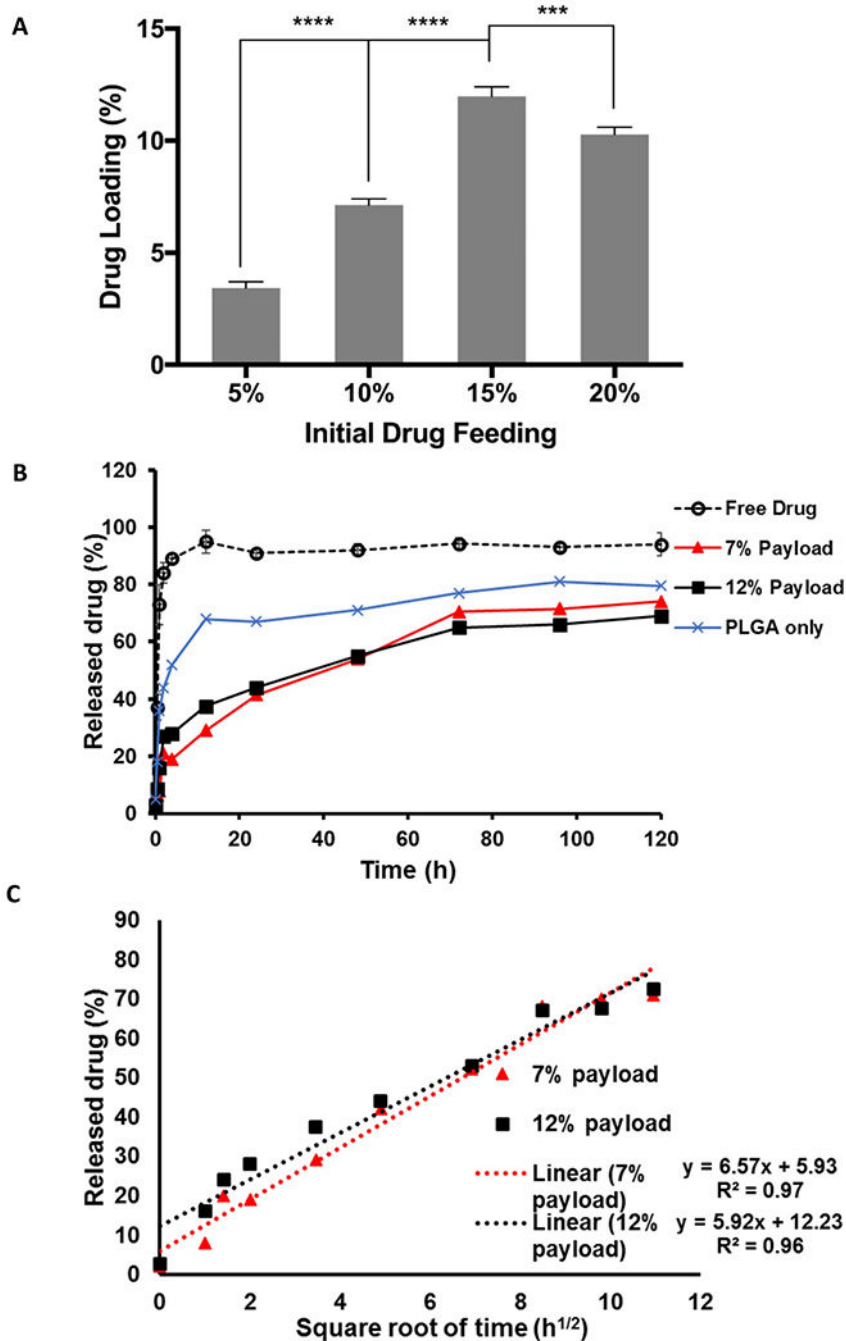 A
15
10
5
0
Drug Loading (%)
****
****
***
5% 10% 15% 20%
Initial Drug Feeding
B
120
100
80
60
40
20
0
Released drug (%)
0 20 40 60 80 100 120
Time (h)
Free Drug
7% Payload
12% Payload
PLGA only
C
90
80
70
60
50
40
30
20
10
0
Released drug (%)
7% payload
12% payload
Linear (7% payload)
y = 6.57x + 5.93
R² = 0.97
Linear (12% payload)
y = 5.92x + 12.23
R² = 0.96
0 2 4 6 8 10 12
Square root of time (h^1/2)